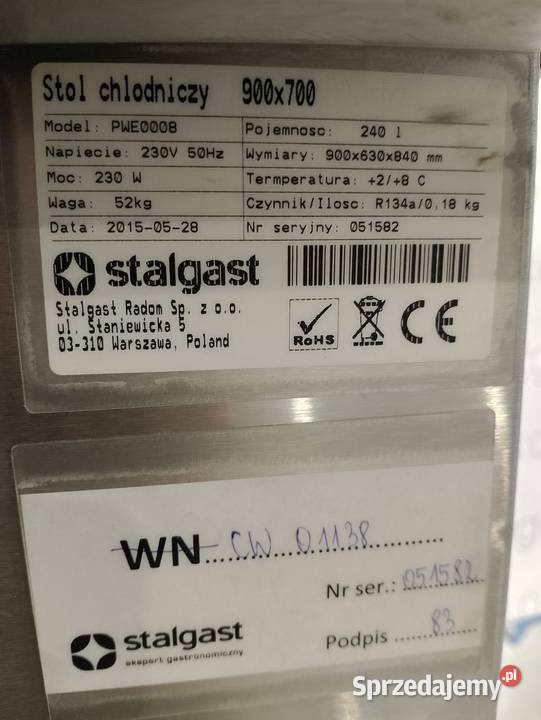 Stol chlodniczy 900x700
Model: PWE0008 Pojemnosc: 240 l
Napiecie: 230V 50Hz Wymiary: 900x630x840 mm
Moc: 230 W Termperatura: +2/+8 C
Waga: 52kg Czynnik/Ilosc: R134a/0,18 kg
Data: 2015-05-28 Nr seryjny: 051582
stalgast
Stalgast Radom Sp. z o.o.
ul. Staniewicka 5
03-310 Warszawa, Poland
RoHS CE
WN CW 01138
Nr ser.: 051582
stalgast
ekspert gastronomiczny
Podpis 83
Sprzedajemy.pl